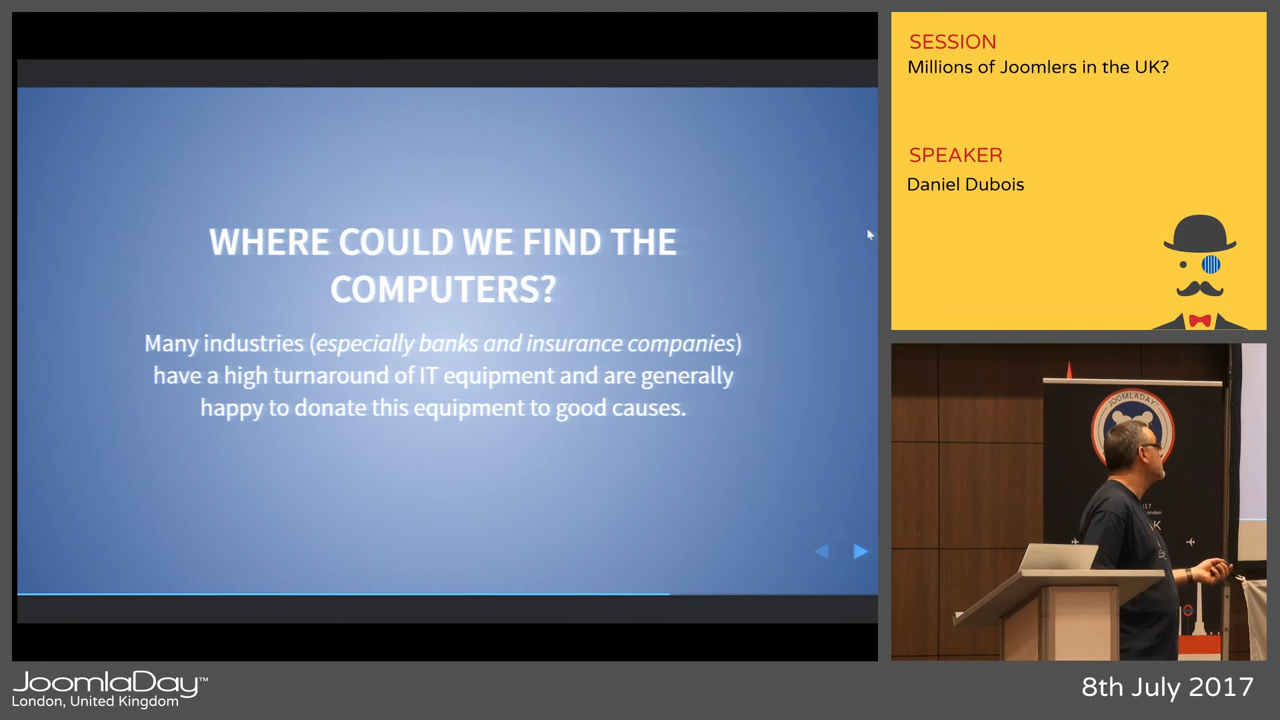 WHERE COULD WE FIND THE
COMPUTERS?
Many industries (especially banks and insurance companies)
have a high turnaround of IT equipment and are generally
happy to donate this equipment to good causes.
SESSION
Millions of Joomlers in the UK?
SPEAKER
Daniel Dubois
JOOMLADAY
JoomlaDay™
London, United Kingdom
8th July 2017